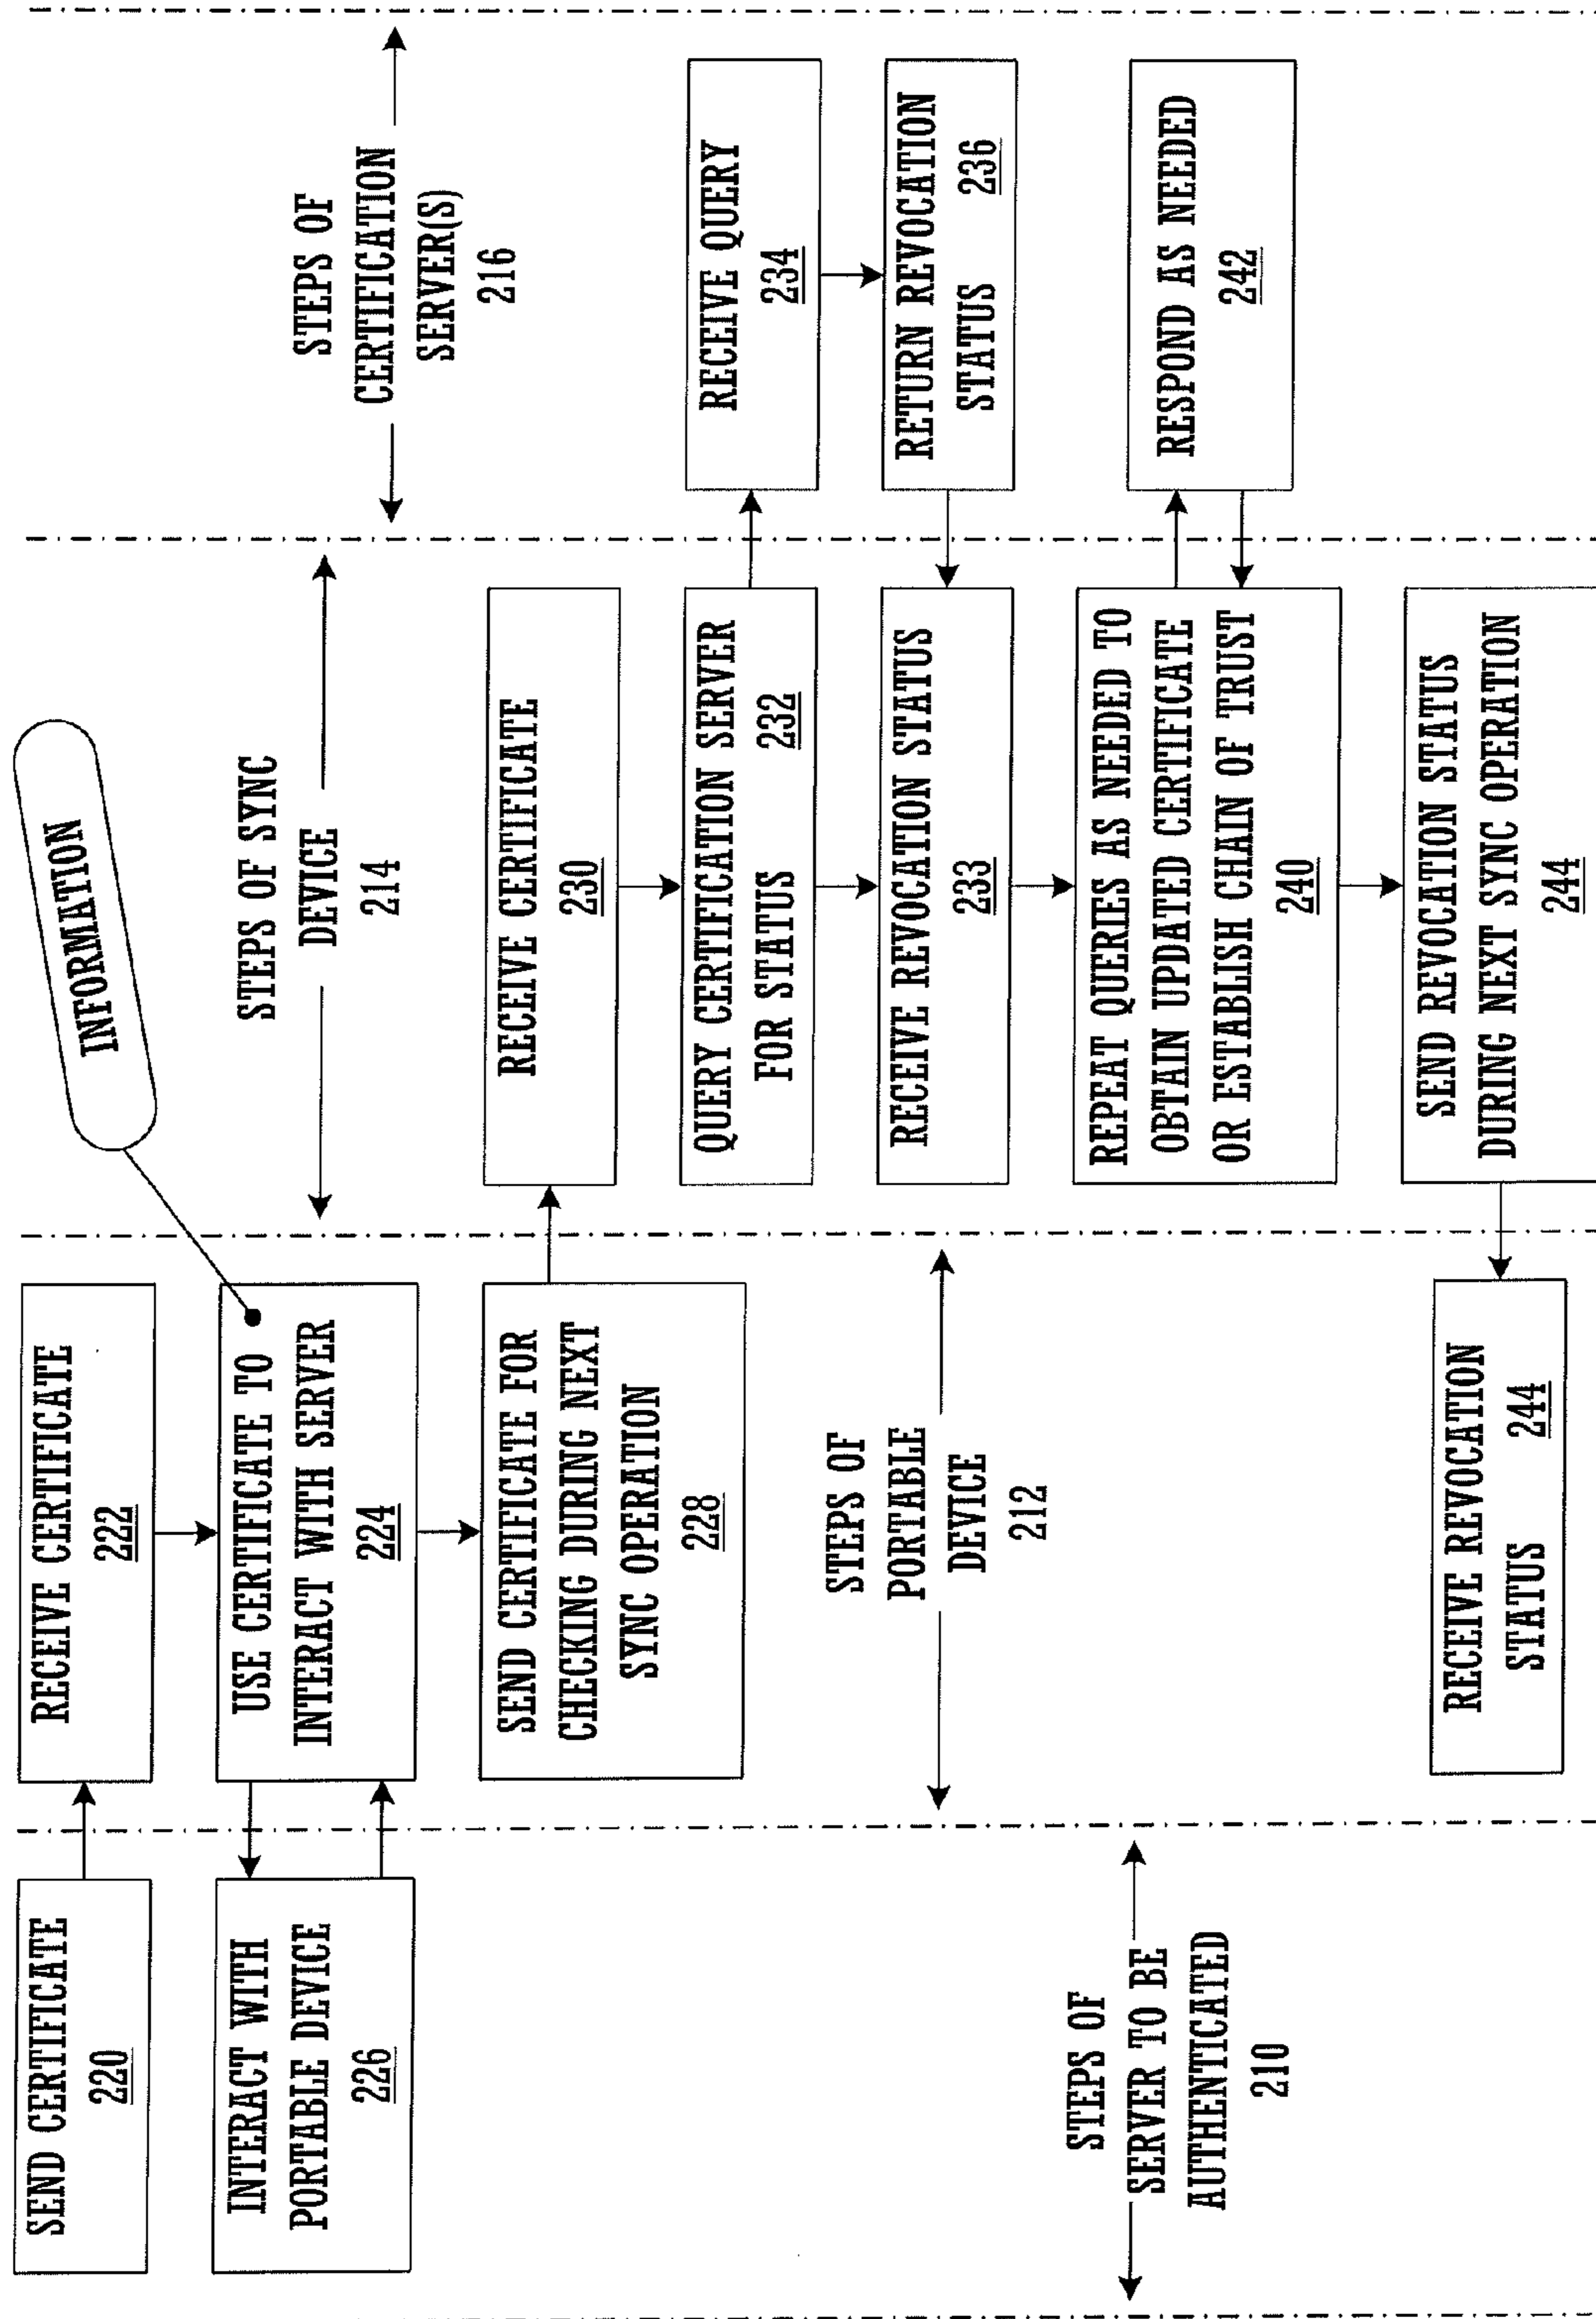 SEND CERTIFICATE
220
INTERACT WITH
PORTABLE DEVICE
226
STEPS OF
SERVER TO BE
AUTHENTICATED
210
RECEIVE CERTIFICATE
222
USE CERTIFICATE TO
INTERACT WITH SERVER
224
SEND CERTIFICATE FOR
CHECKING DURING NEXT
SYNC OPERATION
228
STEPS OF
PORTABLE
DEVICE
212
RECEIVE REVOCATION
STATUS 244
INFORMATION
STEPS OF SYNC
DEVICE
214
RECEIVE CERTIFICATE
230
QUERY CERTIFICATION SERVER
FOR STATUS 232
RECEIVE REVOCATION STATUS
233
REPEAT QUERIES AS NEEDED TO
OBTAIN UPDATED CERTIFICATE
OR ESTABLISH CHAIN OF TRUST
240
SEND REVOCATION STATUS
DURING NEXT SYNC OPERATION
244
STEPS OF
CERTIFICATION
SERVER(S)
216
RECEIVE QUERY
234
RETURN REVOCATION
STATUS 236
RESPOND AS NEEDED
242